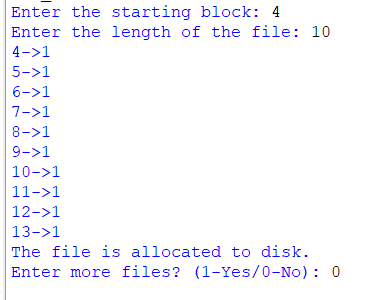 Enter the starting block: 4
Enter the length of the file: 10
4->1
5->1
6->1
7->1
8->1
9->1
10->1
11->1
12->1
13->1
The file is allocated to disk.
Enter more files? (1-Yes/0-No): 0